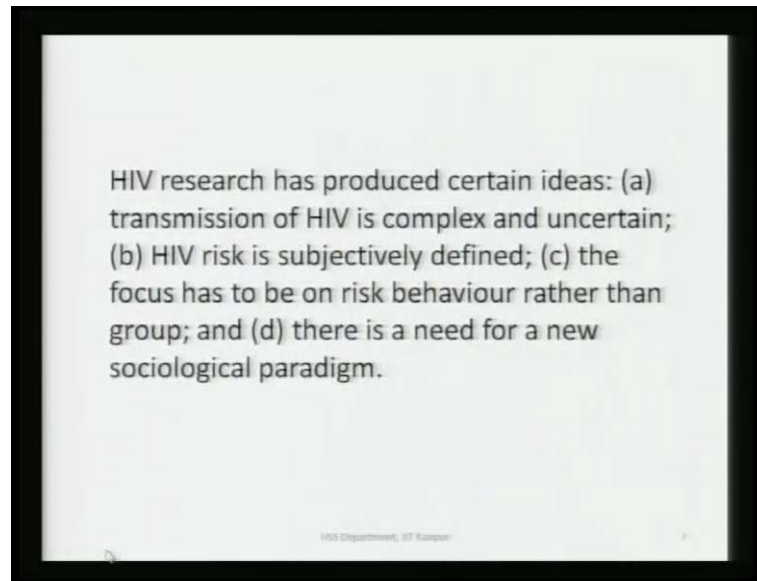 HIV research has produced certain ideas: (a)
transmission of HIV is complex and uncertain;
(b) HIV risk is subjectively defined; (c) the
focus has to be on risk behaviour rather than
group; and (d) there is a need for a new
sociological paradigm.
HSS Department, IIT Kanpur